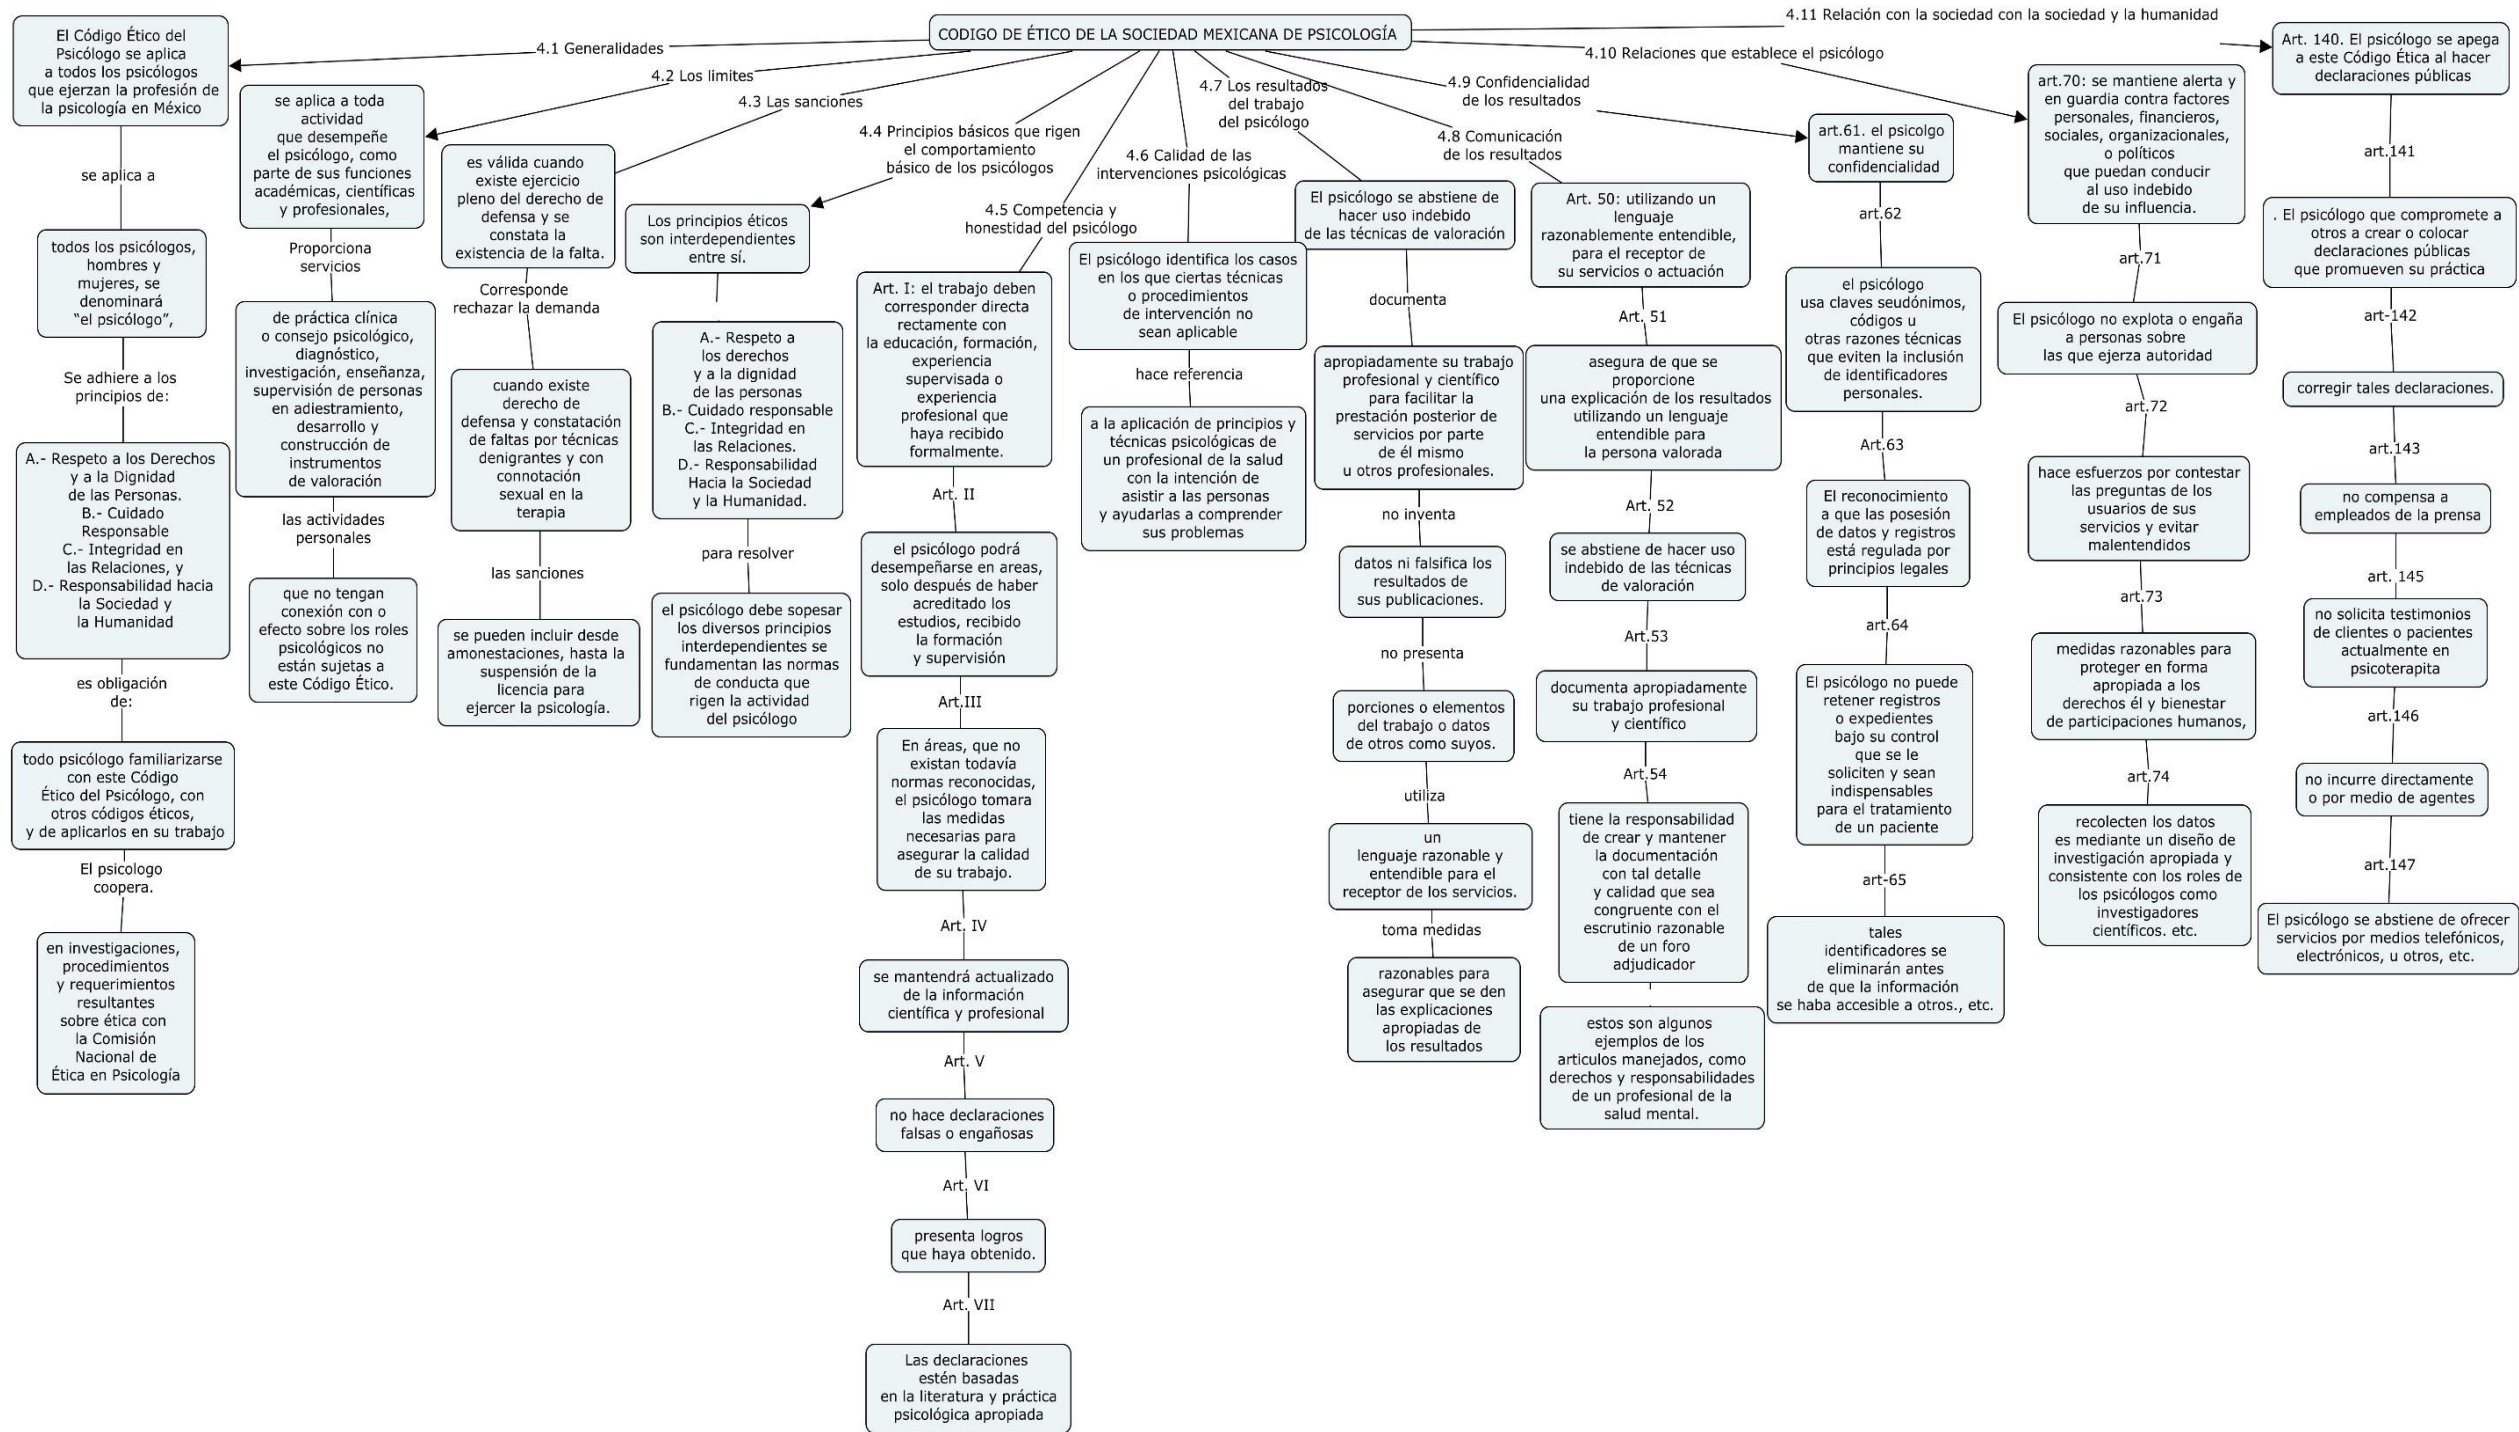 CODIGO DE ÉTICO DE LA SOCIEDAD MEXICANA DE PSICOLOGÍA
4.1 Generalidades
El Código Ético del
Psicólogo se aplica
a todos los psicólogos
que ejerzan la profesión de
la psicología en México
se aplica a
todos los psicólogos,
hombres y
mujeres, se
denominará
“el psicólogo”,
Se adhiere a los
principios de:
A.- Respeto a los Derechos
y a la Dignidad
de las Personas.
B.- Cuidado
Responsable
C.- Integridad en
las Relaciones, y
D.- Responsabilidad hacia
la Sociedad y
la Humanidad
es obligación
de:
todo psicólogo familiarizarse
con este Código
Ético del Psicólogo, con
otros códigos éticos,
y de aplicarlos en su trabajo
El psicologo
coopera.
en investigaciones,
procedimientos
y requerimientos
resultantes
sobre ética con
la Comisión
Nacional de
Ética en Psicología
4.2 Los limites
se aplica a toda
actividad
que desempeñe
el psicólogo, como
parte de sus funciones
académicas, científicas
y profesionales,
Proporciona
servicios
de práctica clínica
o consejo psicológico,
diagnóstico,
investigación, enseñanza,
supervisión de personas
en adiestramiento,
desarrollo y
construcción de
instrumentos
de valoración
las actividades
personales
que no tengan
conexión con o
efecto sobre los roles
psicológicos no
están sujetas a
este Código Ético.
4.3 Las sanciones
es válida cuando
existe ejercicio
pleno del derecho de
defensa y se
constata la
existencia de la falta.
Corresponde
rechazar la demanda
cuando existe
derecho de
defensa y constatación
de faltas por técnicas
denigrantes y con
connotación
sexual en la
terapia
las sanciones
se pueden incluir desde
amonestaciones, hasta la
suspensión de la
licencia para
ejercer la psicología.
4.4 Principios básicos que rigen
el comportamiento
básico de los psicólogos
Los principios éticos
son interdependientes
entre sí.
A.- Respeto a
los derechos
y a la dignidad
de las personas
B.- Cuidado responsable
C.- Integridad en
las Relaciones.
D.- Responsabilidad
Hacia la Sociedad
y la Humanidad.
para resolver
el psicólogo debe sopesar
los diversos principios
interdependientes se
fundamentan las normas
de conducta que
rigen la actividad
del psicólogo
4.5 Competencia y
honestidad del psicólogo
Art. I: el trabajo deben
corresponder directa
rectamente con
la educación, formación,
experiencia
supervisada o
experiencia
profesional que
haya recibido
formalmente.
Art. II
el psicólogo podrá
desempeñarse en areas,
solo después de haber
acreditado los
estudios, recibido
la formación
y supervisión
Art.III
En áreas, que no
existan todavía
normas reconocidas,
el psicólogo tomara
las medidas
necesarias para
asegurar la calidad
de su trabajo.
Art. IV
se mantendrá actualizado
de la información
científica y profesional
Art. V
no hace declaraciones
falsas o engañosas
Art. VI
presenta logros
que haya obtenido.
Art. VII
Las declaraciones
estén basadas
en la literatura y práctica
psicológica apropiada
4.6 Calidad de las
intervenciones psicológicas
El psicólogo identifica los casos
en los que ciertas técnicas
o procedimientos
de intervención no
sean aplicable
hace referencia
a la aplicación de principios y
técnicas psicológicas de
un profesional de la salud
con la intención de
asistir a las personas
y ayudarlas a comprender
sus problemas
4.7 Los resultados
del trabajo
del psicólogo
El psicólogo se abstiene de
hacer uso indebido
de las técnicas de valoración
documenta
apropiadamente su trabajo
profesional y científico
para facilitar la
prestación posterior de
servicios por parte
de él mismo
u otros profesionales.
no inventa
datos ni falsifica los
resultados de
sus publicaciones.
no presenta
porciones o elementos
del trabajo o datos
de otros como suyos.
utiliza
un
lenguaje razonable y
entendible para el
receptor de los servicios.
toma medidas
razonables para
asegurar que se den
las explicaciones
apropiadas de
los resultados
4.8 Comunicación
de los resultados
Art. 50: utilizando un
lenguaje
razonablemente entendible,
para el receptor de
su servicios o actuación
Art. 51
asegura de que se
proporcione
una explicación de los resultados
utilizando un lenguaje
entendible para
la persona valorada
Art. 52
se abstiene de hacer uso
indebido de las técnicas
de valoración
Art.53
documenta apropiadamente
su trabajo profesional
y científico
Art.54
tiene la responsabilidad
de crear y mantener
la documentación
con tal detalle
y calidad que sea
congruente con el
escrutinio razonable
de un foro
adjudicador
estos son algunos
ejemplos de los
articulos manejados, como
derechos y responsabilidades
de un profesional de la
salud mental.
4.9 Confidencialidad
de los resultados
art.61. el psicolgo
mantiene su
confidencialidad
art.62
el psicólogo
usa claves seudónimos,
códigos u
otras razones técnicas
que eviten la inclusión
de identificadores
personales.
Art.63
El reconocimiento
a que las posesión
de datos y registros
está regulada por
principios legales
art.64
El psicólogo no puede
retener registros
o expedientes
bajo su control
que se le
soliciten y sean
indispensables
para el tratamiento
de un paciente
art-65
tales
identificadores se
eliminarán antes
de que la información
se haba accesible a otros., etc.
4.10 Relaciones que establece el psicólogo
art.70: se mantiene alerta y
en guardia contra factores
personales, financieros,
sociales, organizacionales,
o políticos
que puedan conducir
al uso indebido
de su influencia.
art.71
El psicólogo no explota o engaña
a personas sobre
las que ejerza autoridad
art.72
hace esfuerzos por contestar
las preguntas de los
usuarios de sus
servicios y evitar
malentendidos
art.73
medidas razonables para
proteger en forma
apropiada a los
derechos él y bienestar
de participaciones humanos,
art.74
recolecten los datos
es mediante un diseño de
investigación apropiada y
consistente con los roles de
los psicólogos como
investigadores
científicos. etc.
4.11 Relación con la sociedad con la sociedad y la humanidad
Art. 140. El psicólogo se apega
a este Código Ética al hacer
declaraciones públicas
art.141
. El psicólogo que compromete a
otros a crear o colocar
declaraciones públicas
que promueven su práctica
art-142
corregir tales declaraciones.
art.143
no compensa a
empleados de la prensa
art. 145
no solicita testimonios
de clientes o pacientes
actualmente en
psicoterapita
art.146
no incurre directamente
o por medio de agentes
art.147
El psicólogo se abstiene de ofrecer
servicios por medios telefónicos,
electrónicos, u otros, etc.